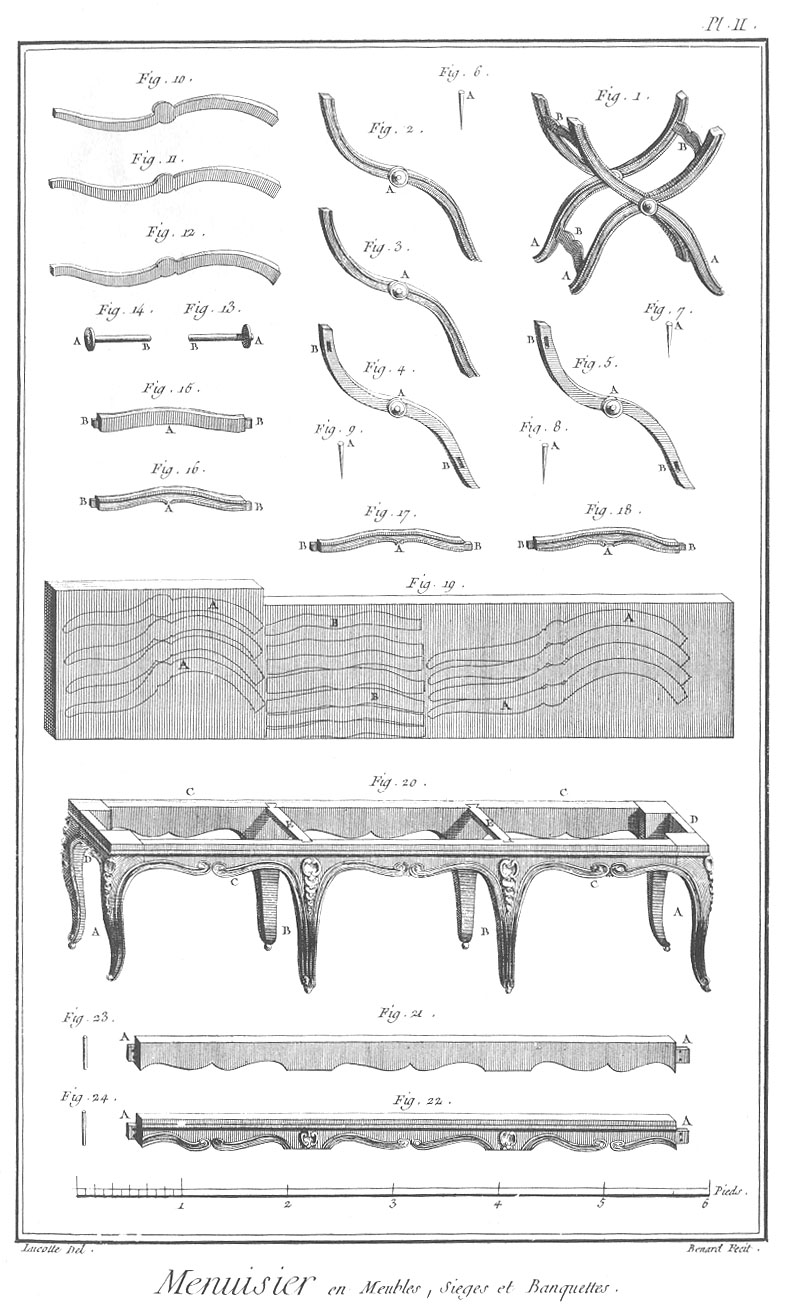 Pl. II.
Fig. 10
Fig. 6.
A
Fig. 1.
B
B
B
A
A
A
Fig. 2.
A
Fig. 11.
Fig. 12
Fig. 3.
A
Fig. 14.
Fig. 13.
A
B
B
A
Fig. 7.
A
Fig. 4.
A
B
B
Fig. 5.
A
B
B
Fig. 15.
B
B
A
Fig. 9.
A
Fig. 8.
A
Fig. 16.
B
B
A
Fig. 17.
B
B
A
Fig. 18.
B
B
A
Fig. 19.
A
A
B
B
A
A
Fig. 20.
C
C
E
E
D
D
C
C
A
B
B
A
Fig. 23.
Fig. 21.
A
A
Fig. 24.
Fig. 22.
A
A
1 2 3 4 5 6 Pieds.
Lucotte Del.
Benard Fecit.
Menuisier en Meubles, Sieges et Banquettes.